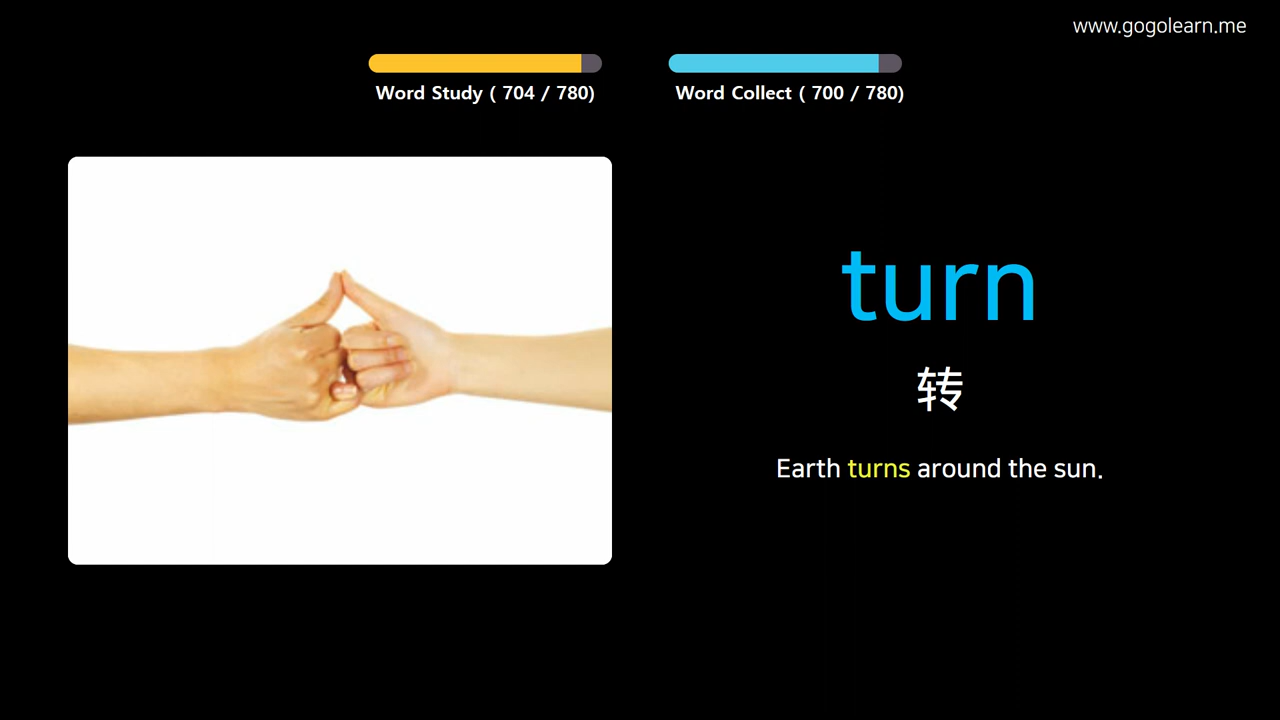 www.gogolearn.me
Word Study ( 704 / 780)
Word Collect ( 700 / 780)
turn
转
Earth turns around the sun.